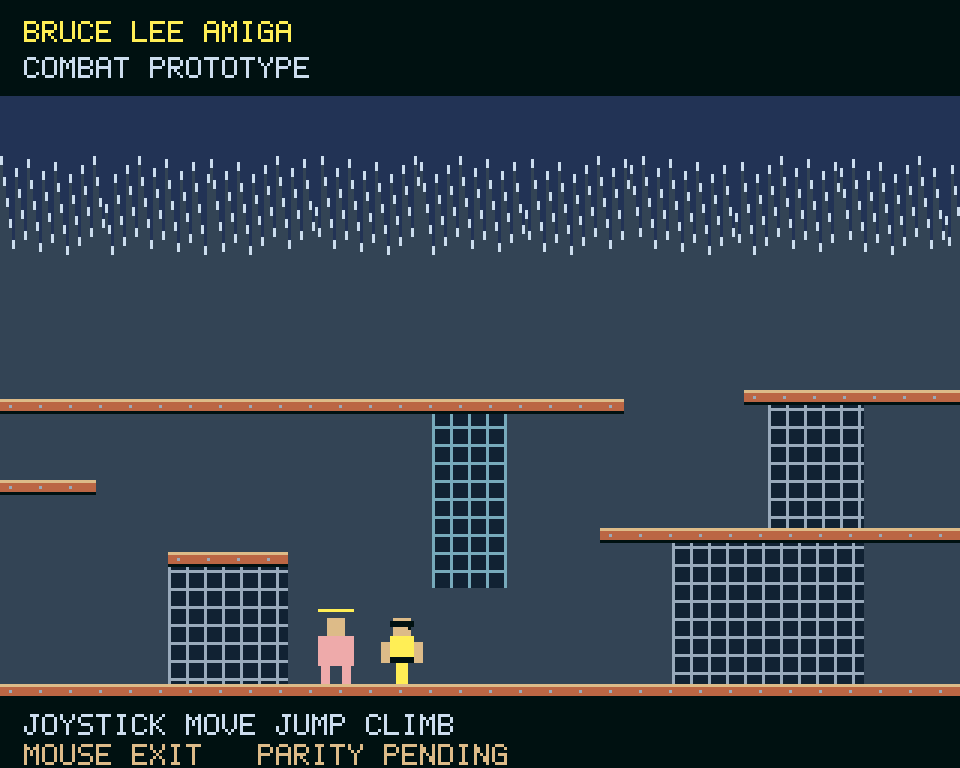 BRUCE LEE AMIGA
COMBAT PROTOTYPE
JOYSTICK MOVE JUMP CLIMB
MOUSE EXIT   PARITY PENDING